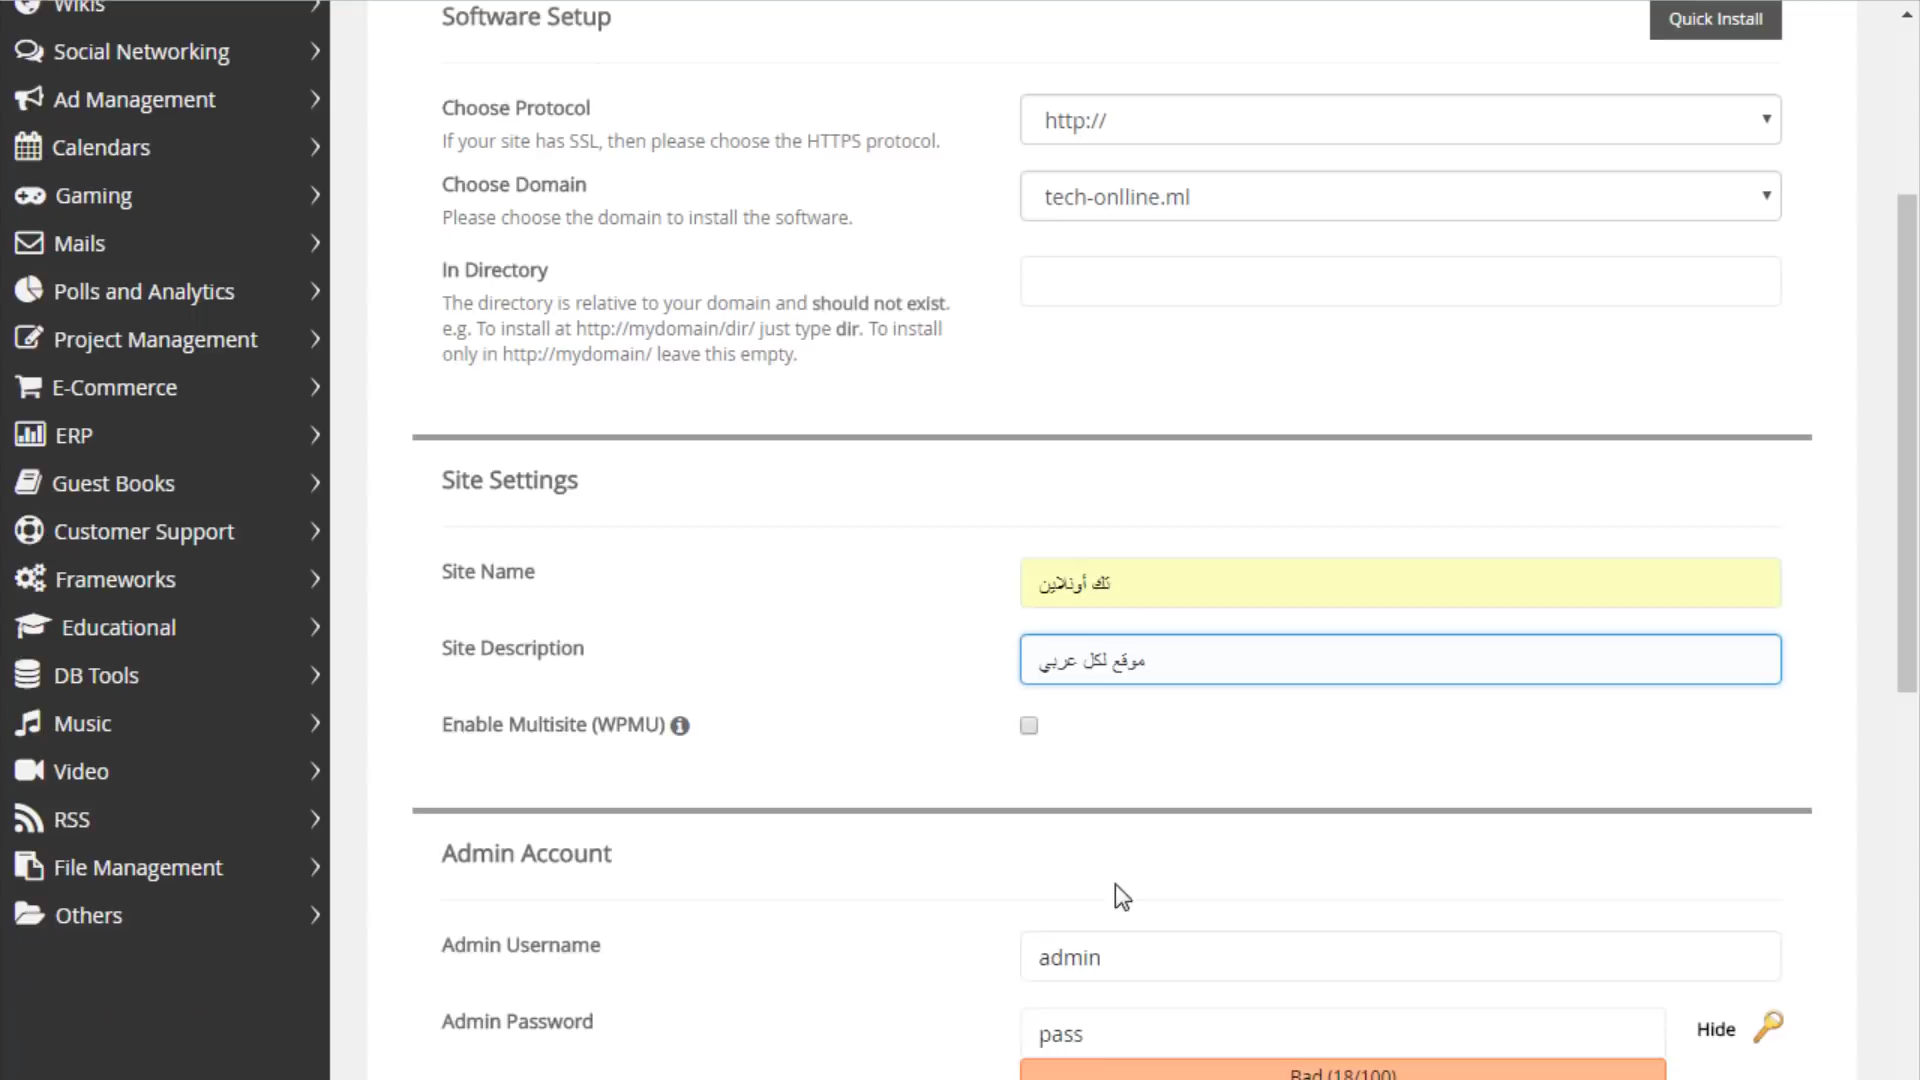 Wikis
Social Networking
Ad Management
Calendars
Gaming
Mails
Polls and Analytics
Project Management
E-Commerce
ERP
Guest Books
Customer Support
Frameworks
Educational
DB Tools
Music
Video
RSS
File Management
Others
Software Setup
Quick Install
Choose Protocol
If your site has SSL, then please choose the HTTPS protocol.
http://
Choose Domain
Please choose the domain to install the software.
tech-onlline.ml
In Directory
The directory is relative to your domain and should not exist.
e.g. To install at http://mydomain/dir/ just type dir. To install
only in http://mydomain/ leave this empty.
Site Settings
Site Name
تك أونلاين
Site Description
موقع لكل عربي
Enable Multisite (WPMU)
Admin Account
Admin Username
admin
Admin Password
pass
Hide
Bad (18/100)